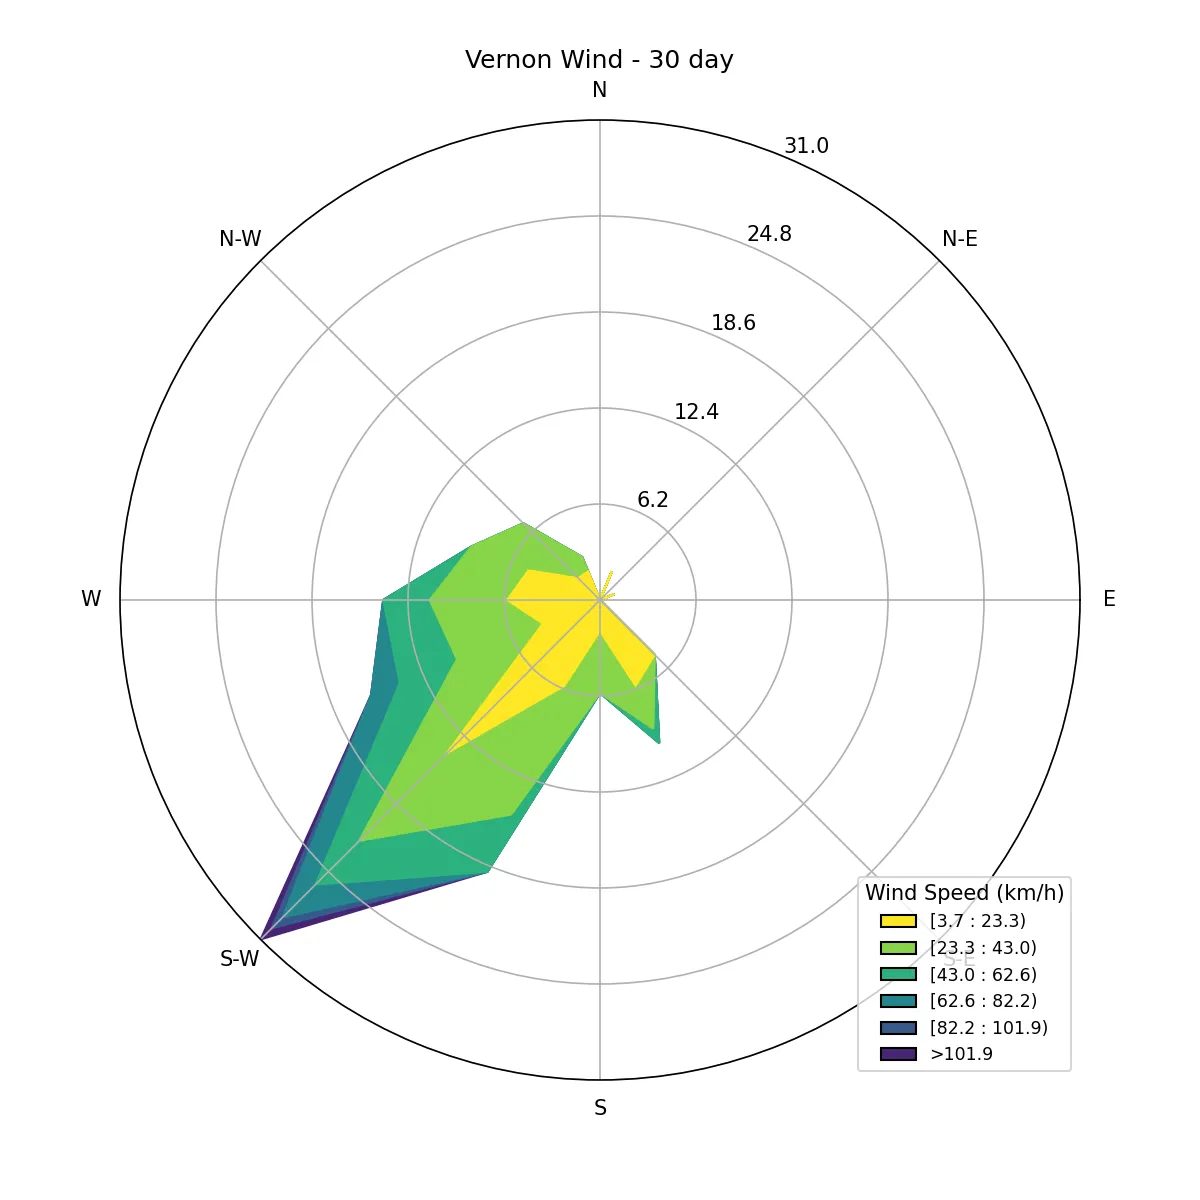 Vernon Wind - 30 day
N
31.0
N-W
N-E
24.8
18.6
12.4
6.2
W
E
S-W
S-E
S
Wind Speed (km/h)
[3.7 : 23.3)
[23.3 : 43.0)
[43.0 : 62.6)
[62.6 : 82.2)
[82.2 : 101.9)
>101.9